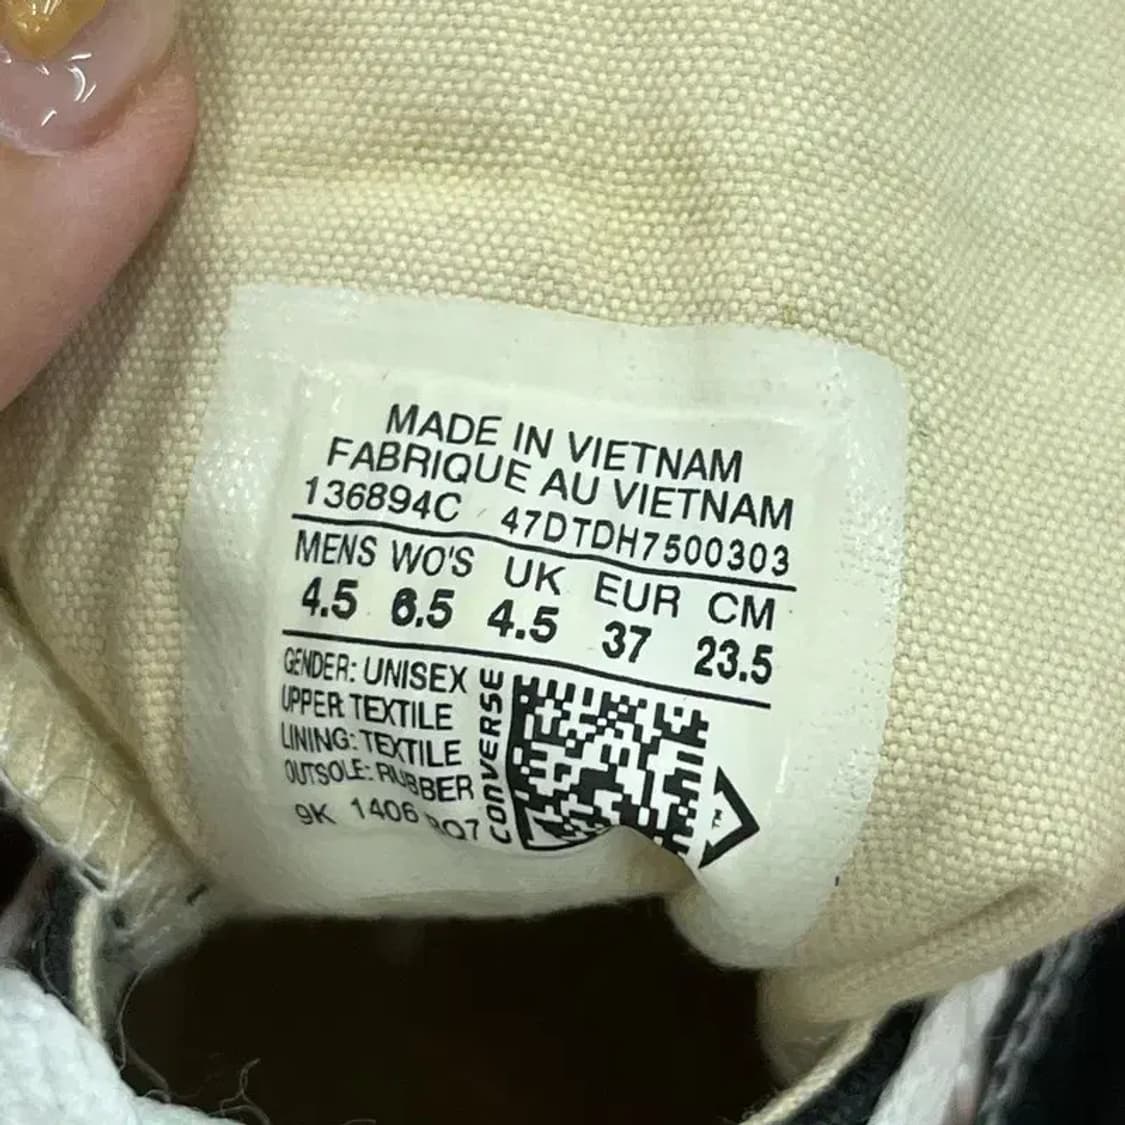 MADE IN VIETNAM
FABRIQUE AU VIETNAM
136894C 47DTDH7500303
MENS WO'S UK EUR CM
4.5 6.5 4.5 37 23.5
GENDER: UNISEX
UPPER: TEXTILE
LINING: TEXTILE
OUTSOLE: RUBBER
9K 1406
CONVERSE